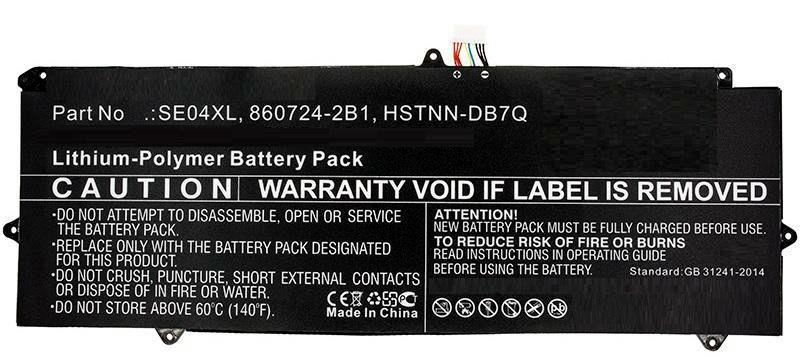 Part No .:SE04XL, 860724-2B1, HSTNN-DB7Q
Lithium-Polymer Battery Pack
CAUTION WARRANTY VOID IF LABEL IS REMOVED
•DO NOT ATTEMPT TO DISASSEMBLE, OPEN OR SERVICE
THE BATTERY PACK.
•REPLACE ONLY WITH THE BATTERY PACK DESIGNATED
FOR THIS PRODUCT.
•DO NOT CRUSH, PUNCTURE, SHORT EXTERNAL CONTACTS
OR DISPOSE OF IN FIRE OR WATER.
•DO NOT STORE ABOVE 60℃ (140℉).
ATTENTION!
NEW BATTERY PACK MUST BE FULLY CHARGED BEFORE USE.
TO REDUCE RISK OF FIRE OR BURNS
READ INSTRUCTIONS IN OPERATING GUIDE
BEFORE USING THE BATTERY.
Standard:GB 31241-2014
CE
Made In China